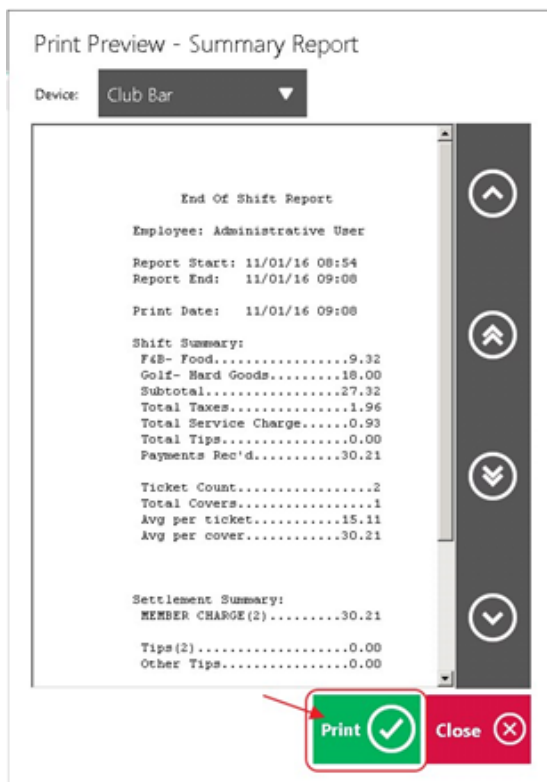 Print Preview - Summary Report
Device: Club Bar
End Of Shift Report
Employee: Administrative User
Report Start: 11/01/16 08:54
Report End: 11/01/16 09:08
Print Date: 11/01/16 09:08
Shift Summary:
F&B- Food.................9.32
Golf- Hard Goods.........18.00
Subtotal.................27.32
Total Taxes...............1.96
Total Service Charge......0.93
Total Tips................0.00
Payments Rec'd...........30.21
Ticket Count.................2
Total Covers.................1
Avg per ticket...........15.11
Avg per cover............30.21
Settlement Summary:
MEMBER CHARGE(2).........30.21
Tips(2)...................0.00
Other Tips................0.00
Print Close